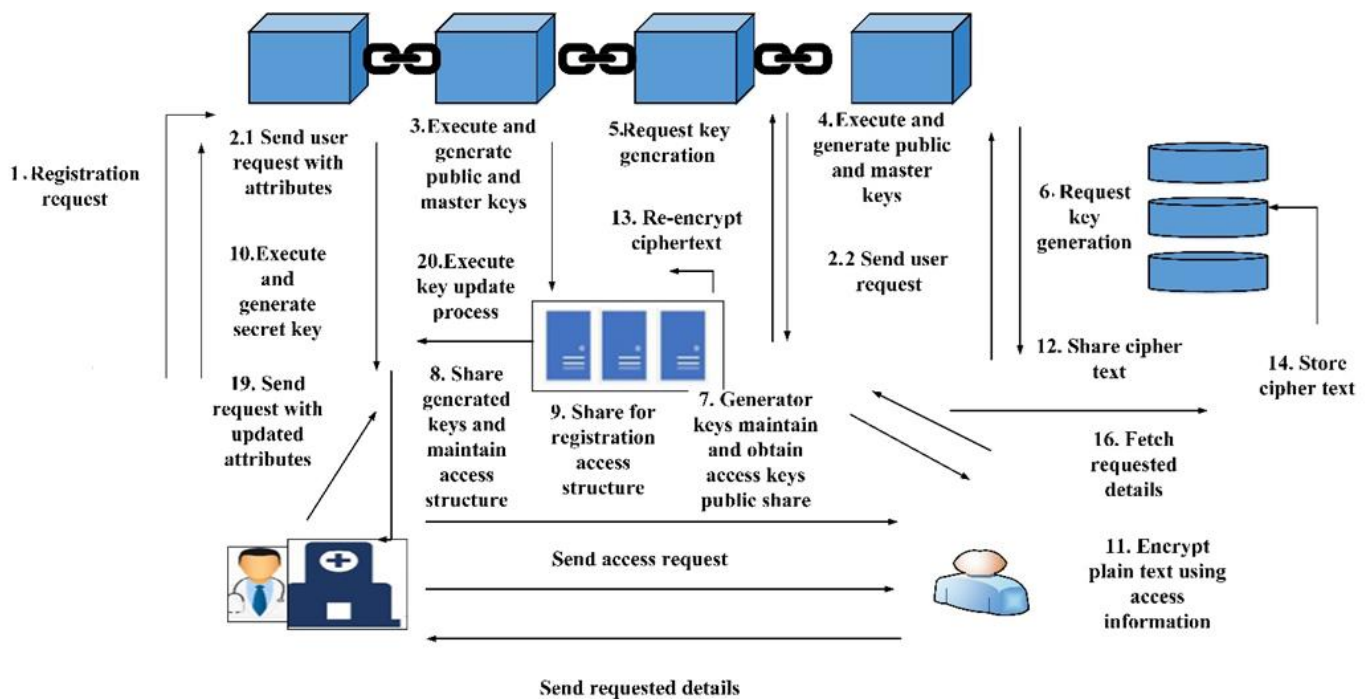 1. Registration
request
2.1 Send user
request with
attributes
3.Execute and
generate
public and
master keys
5.Request key
generation
4. Execute and
generate public
and master
keys
6. Request
key
generation
13. Re-encrypt
ciphertext
2.2 Send user
request
10.Execute
and
generate
secret key
20.Execute
key update
process
12. Share cipher
text
14. Store
cipher text
19. Send
request with
updated
attributes
8. Share
generated
keys and
maintain
access
structure
9. Share for
registration
access
structure
7. Generator
keys maintain
and obtain
access keys
public share
16. Fetch
requested
details
Send access request
11. Encrypt
plain text using
access
information
Send requested details